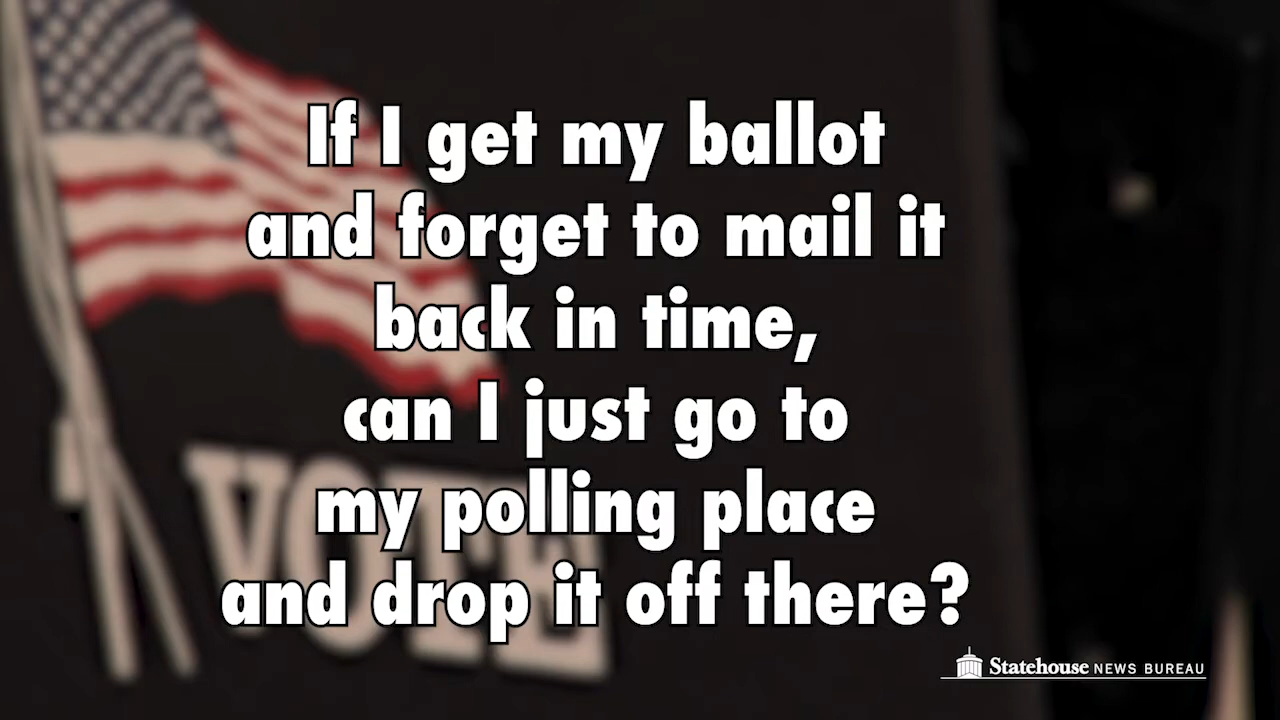 If I get my ballot
and forget to mail it
back in time,
can I just go to
my polling place
and drop it off there?
VOTE
Statehouse NEWS BUREAU